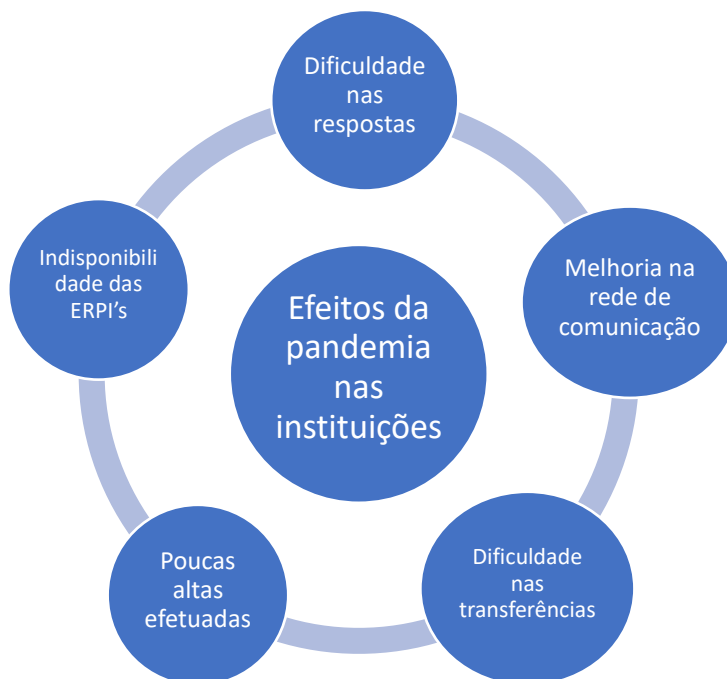 Dificuldade
nas
respostas
Melhoria na
rede de
comunicação
Dificuldade
nas
transferências
Poucas
altas
efetuadas
Indisponibili
dade das
ERPI's
Efeitos da
pandemia
nas
instituições